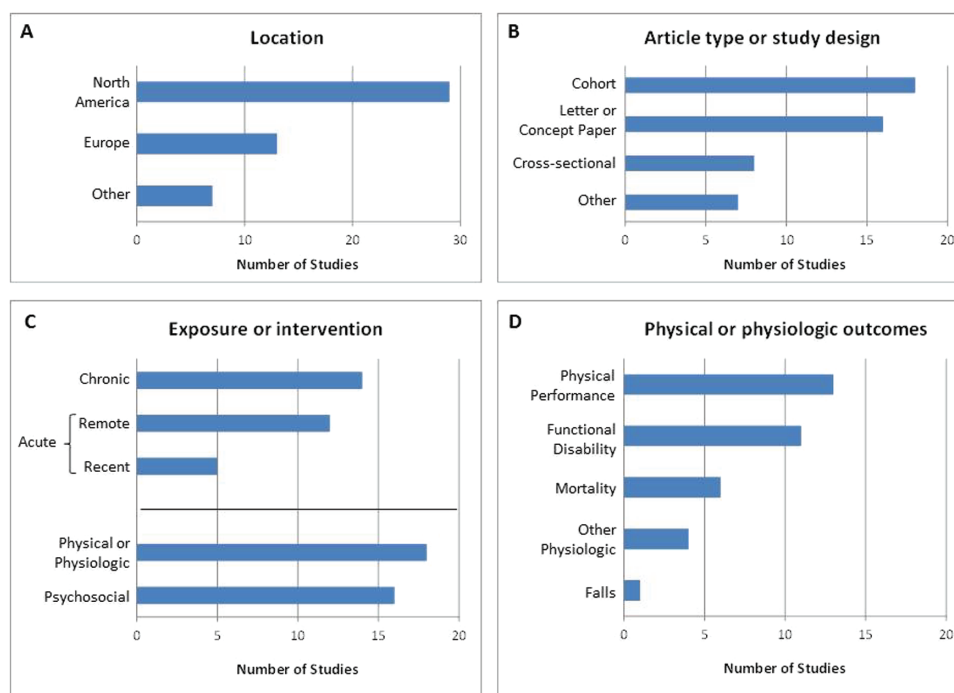 A
Location
North
America
Europe
Other
0 10 20 30
Number of Studies
B
Article type or study design
Cohort
Letter or
Concept Paper
Cross-sectional
Other
0 5 10 15 20
Number of Studies
C
Exposure or intervention
Chronic
Acute
Remote
Recent
Physical or
Physiologic
Psychosocial
0 5 10 15 20
Number of Studies
D
Physical or physiologic outcomes
Physical
Performance
Functional
Disability
Mortality
Other
Physiologic
Falls
0 5 10 15 20
Number of Studies